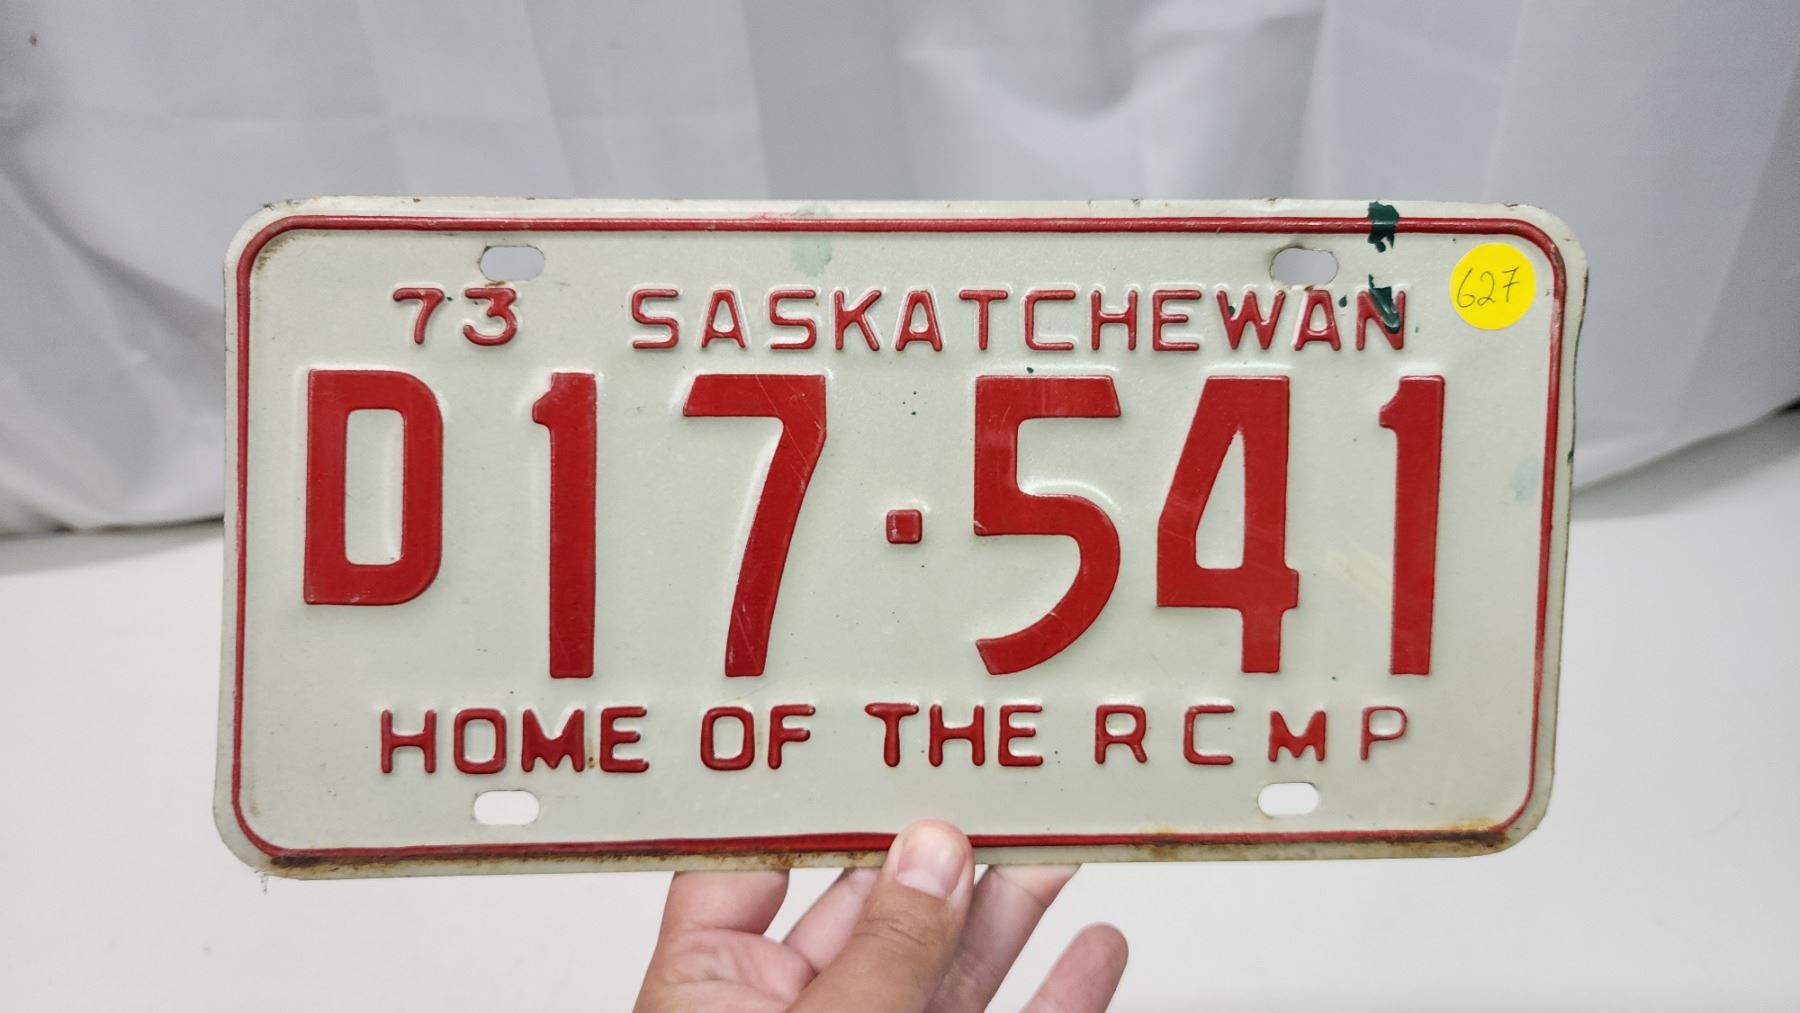 73 SASKATCHEWAN
627
D17·541
HOME OF THE RCMP